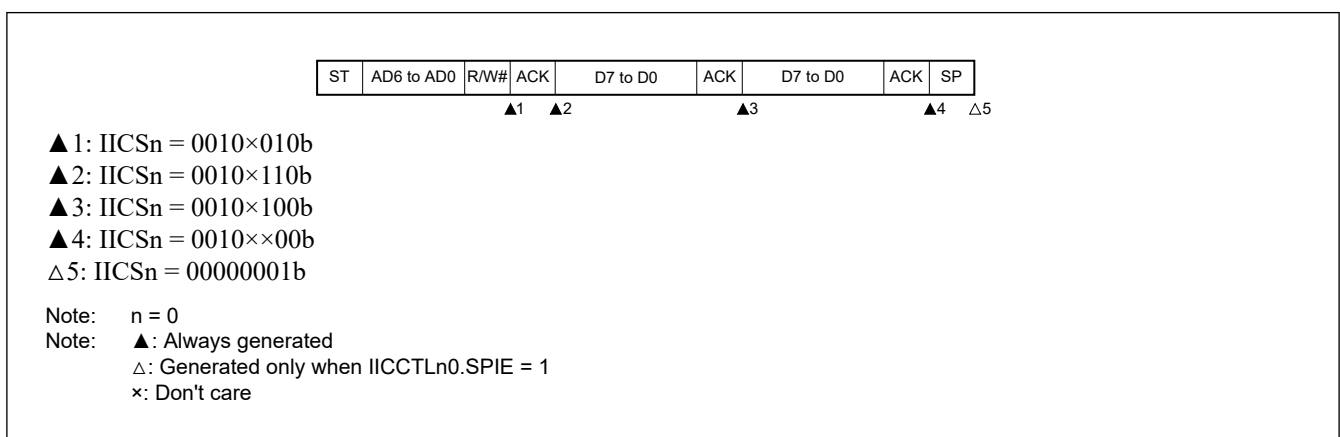 ST AD6 to AD0 R/W# ACK D7 to D0 ACK D7 to D0 ACK SP
▲1 ▲2 ▲3 ▲4 △5
▲1: IICSn = 0010×010b
▲2: IICSn = 0010×110b
▲3: IICSn = 0010×100b
▲4: IICSn = 0010××00b
△5: IICSn = 00000001b
Note: n = 0
Note: ▲: Always generated
△: Generated only when IICCTLn0.SPIE = 1
×: Don't care